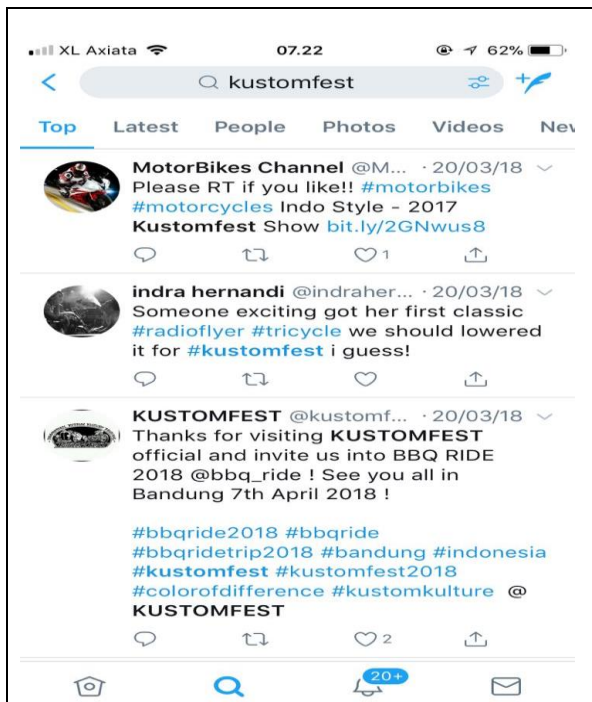 XL Axiata 07.22 62%
kustomfest
Top Latest People Photos Videos Nev
MotorBikes Channel @M... · 20/03/18
Please RT if you like!! #motorbikes
#motorcycles Indo Style - 2017
Kustomfest Show bit.ly/2GNwus8
1
indra hernandi @indraher... · 20/03/18
Someone exciting got her first classic
#radioflyer #tricycle we should lowered
it for #kustomfest i guess!
KUSTOMFEST @kustomf... · 20/03/18
Thanks for visiting KUSTOMFEST
official and invite us into BBQ RIDE
2018 @bbq_ride ! See you all in
Bandung 7th April 2018 !
#bbqride2018 #bbqride
#bbqridetrip2018 #bandung #indonesia
#kustomfest #kustomfest2018
#colorofdifference #kustomkulture @
KUSTOMFEST
2
20+